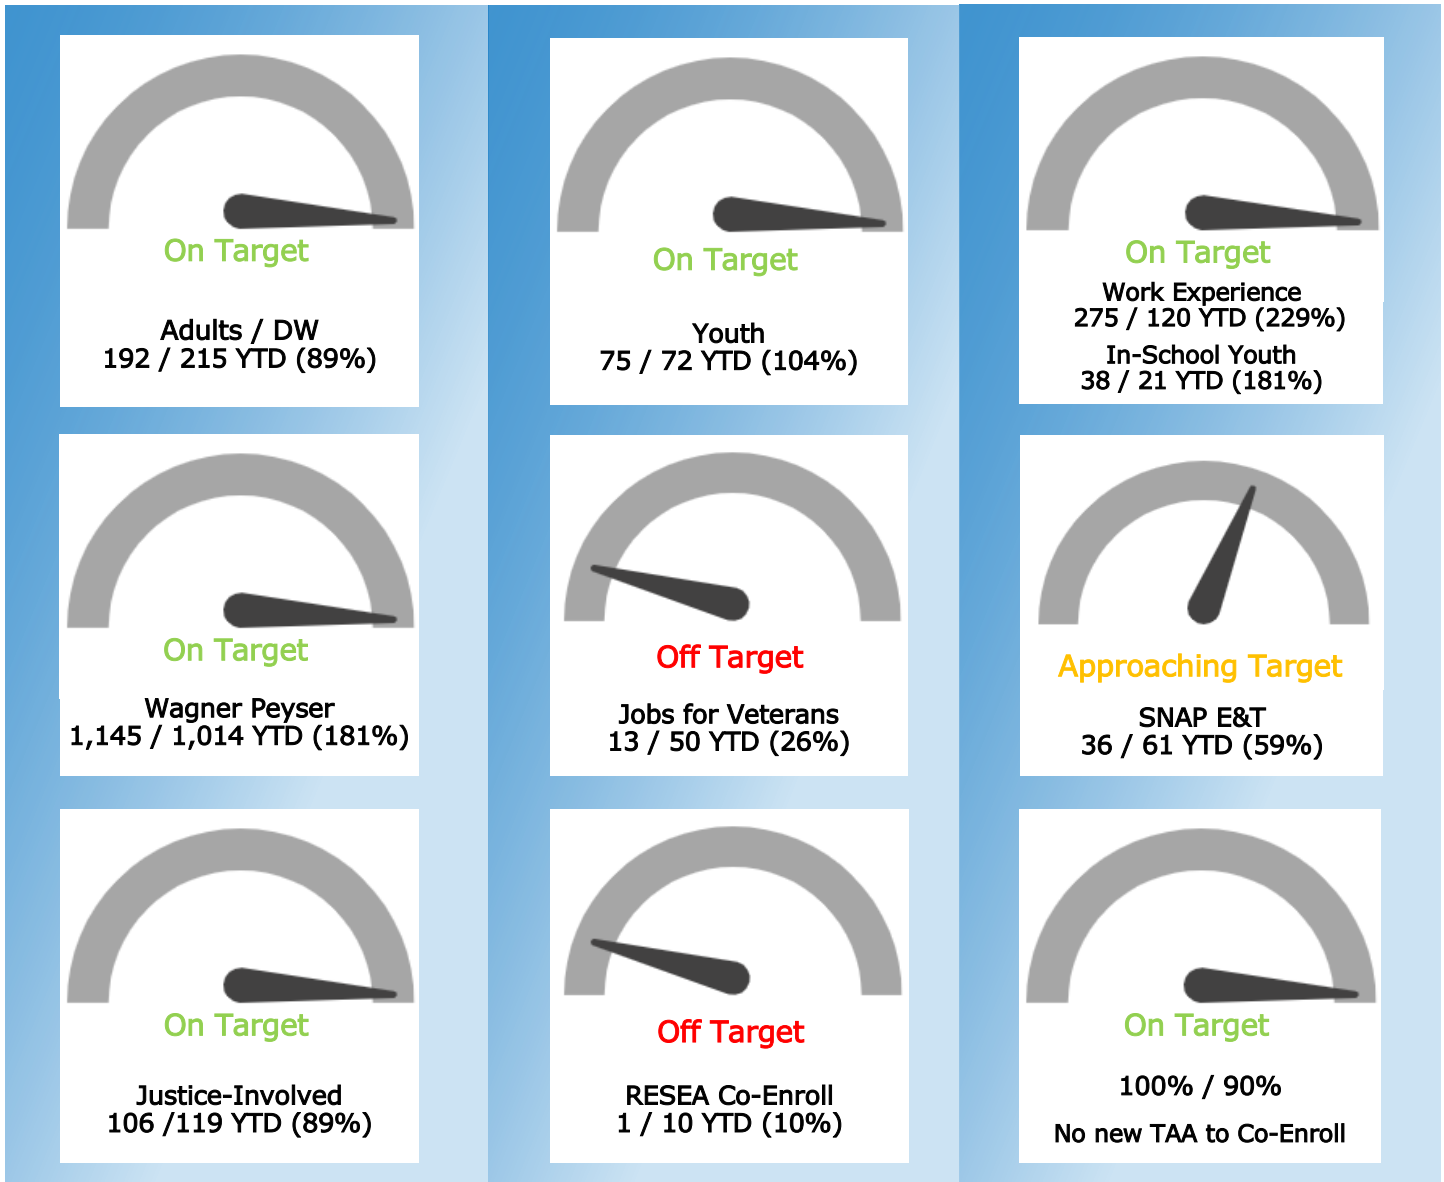 On Target
Adults / DW
192 / 215 YTD (89%)
On Target
Youth
75 / 72 YTD (104%)
On Target
Work Experience
275 / 120 YTD (229%)
In-School Youth
38 / 21 YTD (181%)
On Target
Wagner Peyser
1,145 / 1,014 YTD (181%)
Off Target
Jobs for Veterans
13 / 50 YTD (26%)
Approaching Target
SNAP E&T
36 / 61 YTD (59%)
On Target
Justice-Involved
106 /119 YTD (89%)
Off Target
RESEA Co-Enroll
1 / 10 YTD (10%)
On Target
100% / 90%
No new TAA to Co-Enroll